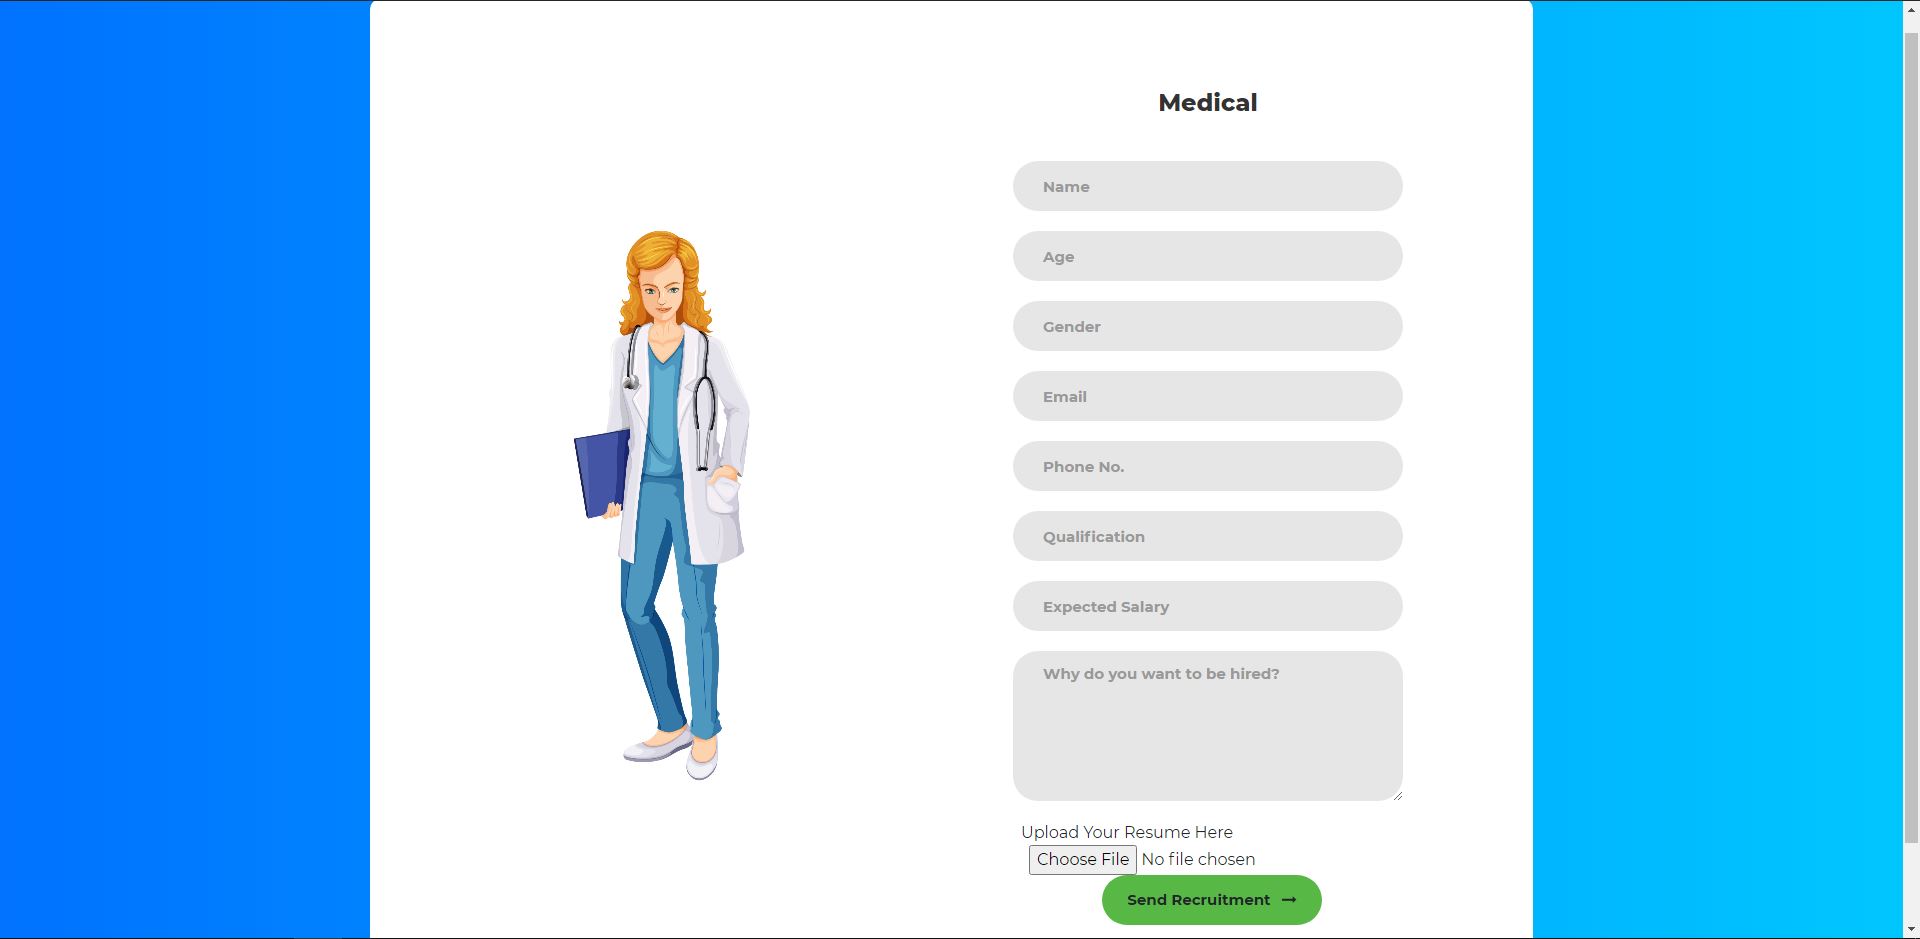 Medical
Name
Age
Gender
Email
Phone No.
Qualification
Expected Salary
Why do you want to be hired?
Upload Your Resume Here
Choose File No file chosen
Send Recruitment →